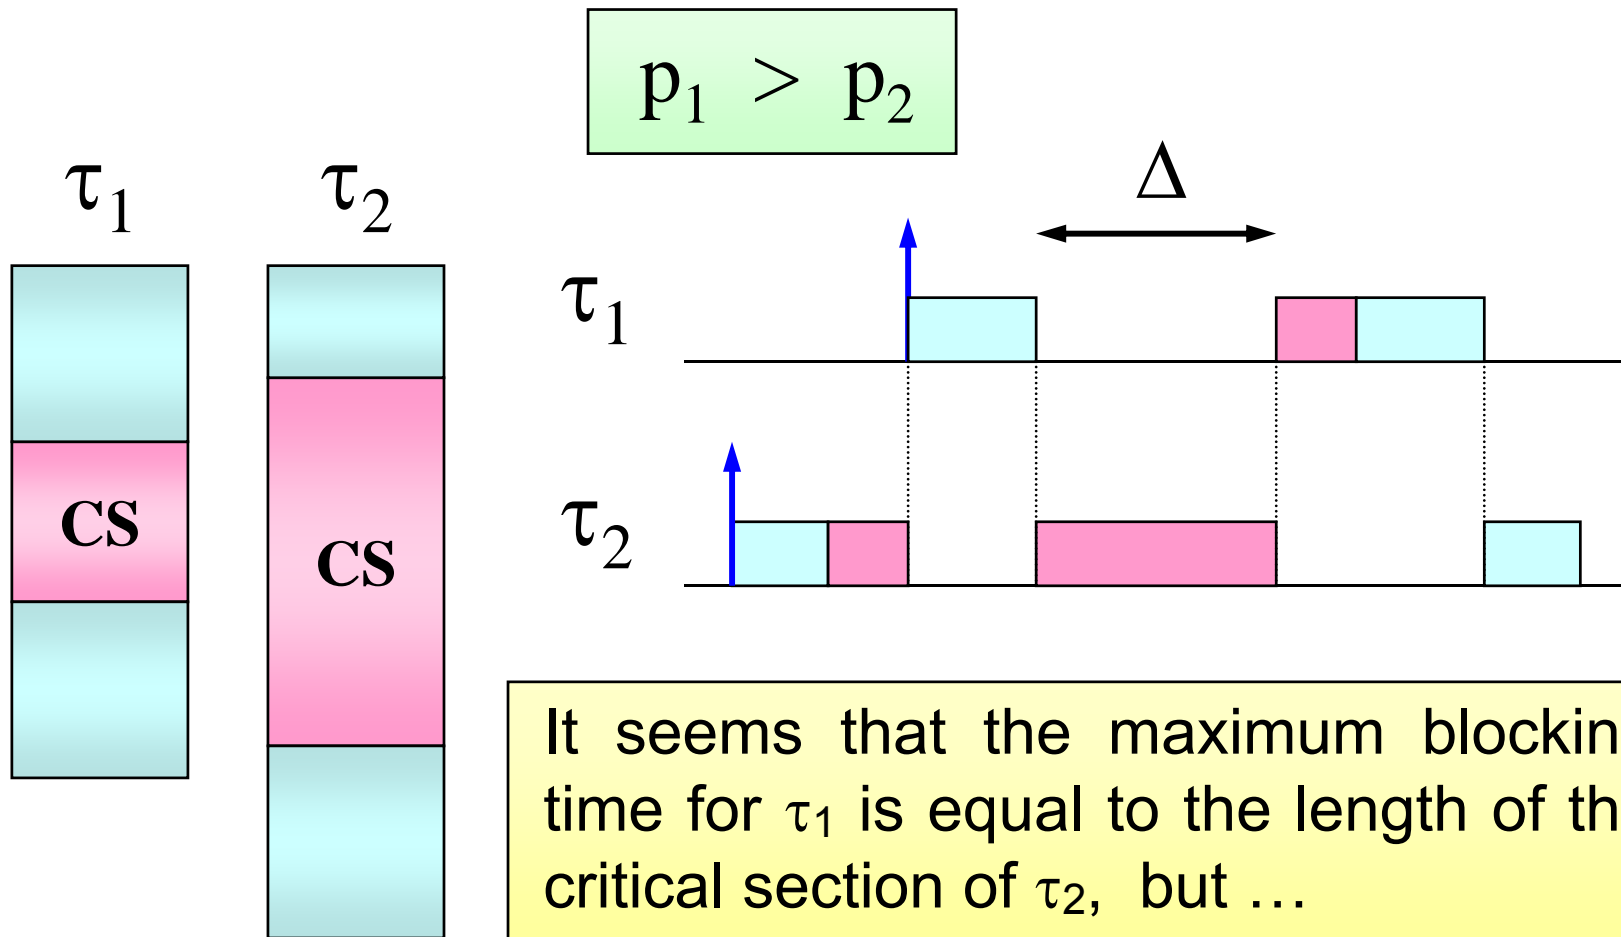 p₁ > p₂
τ₁ τ₂
Δ
τ₁
CS
CS
τ₂
It seems that the maximum blockin
time for τ₁ is equal to the length of th
critical section of τ₂, but …